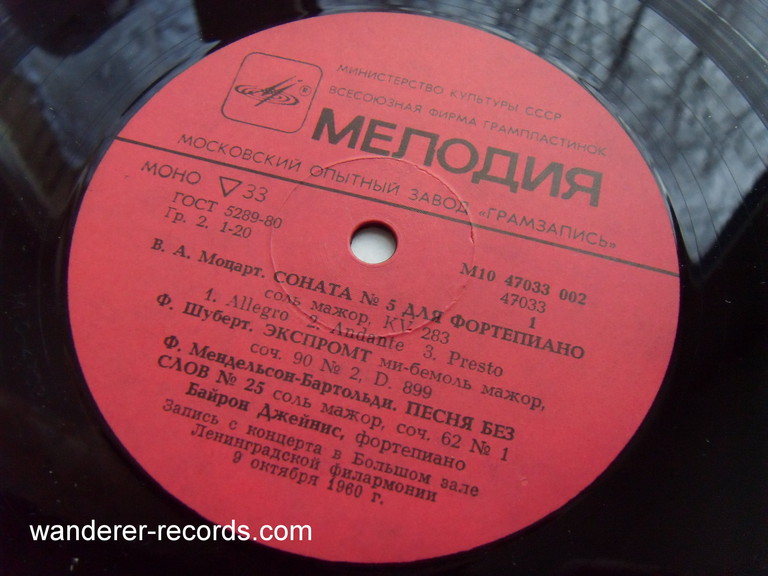 МИНИСТЕРСТВО КУЛЬТУРЫ СССР
ВСЕСОЮЗНАЯ ФИРМА ГРАМПЛАСТИНОК
МЕЛОДИЯ
МОСКОВСКИЙ ОПЫТНЫЙ ЗАВОД «ГРАМЗАПИСЬ»
МОНО 33
ГОСТ 5289-80
Гр. 2. 1-20
М10 47033 002
47033
1
В. А. Моцарт. СОНАТА № 5 ДЛЯ ФОРТЕПИАНО
соль мажор, KV 283
1. Allegro 2. Andante 3. Presto
Ф. Шуберт. ЭКСПРОМТ ми-бемоль мажор,
соч. 90 № 2, D. 899
Ф. Мендельсон-Бартольди. ПЕСНЯ БЕЗ
СЛОВ № 25 соль мажор, соч. 62 № 1
Байрон Джейнис, фортепиано
Запись с концерта в Большом зале
Ленинградской филармонии
9 октября 1960 г.
wanderer-records.com